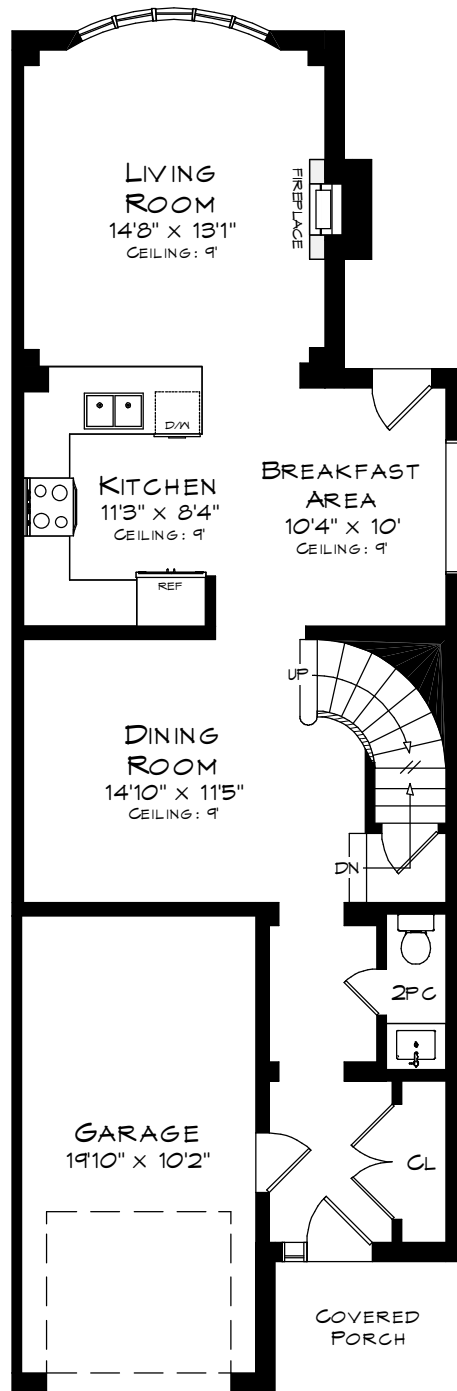 LIVING
ROOM
14'8" X 13'1"
CEILING: 9'
FIREPLACE
D/W
KITCHEN
11'3" X 8'4"
CEILING: 9'
BREAKFAST
AREA
10'4" X 10'
CEILING: 9'
REF
UP
DINING
ROOM
14'10" X 11'5"
CEILING: 9'
DN
2PC
GARAGE
19'10" X 10'2"
CL
COVERED
PORCH